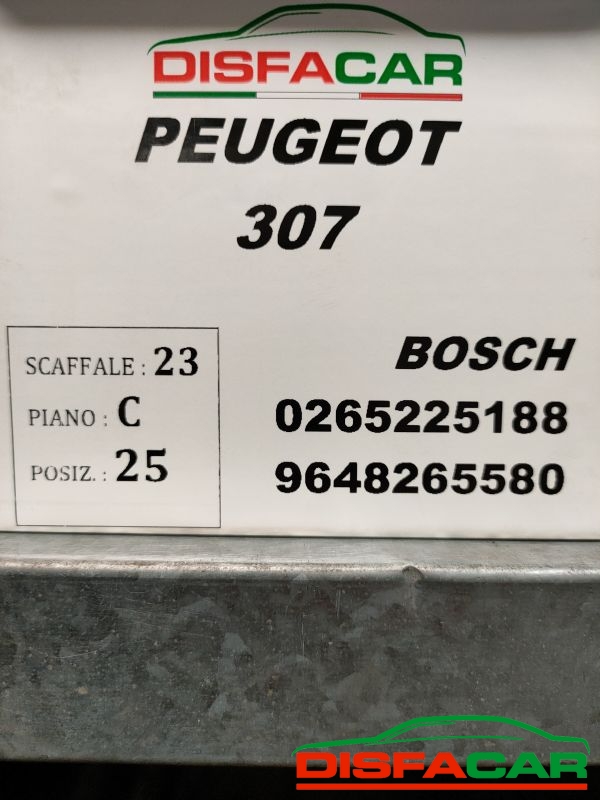 DISFACAR
PEUGEOT
307
SCAFFALE : 23
PIANO : C
POSIZ. : 25
BOSCH
0265225188
9648265580
DISFACAR